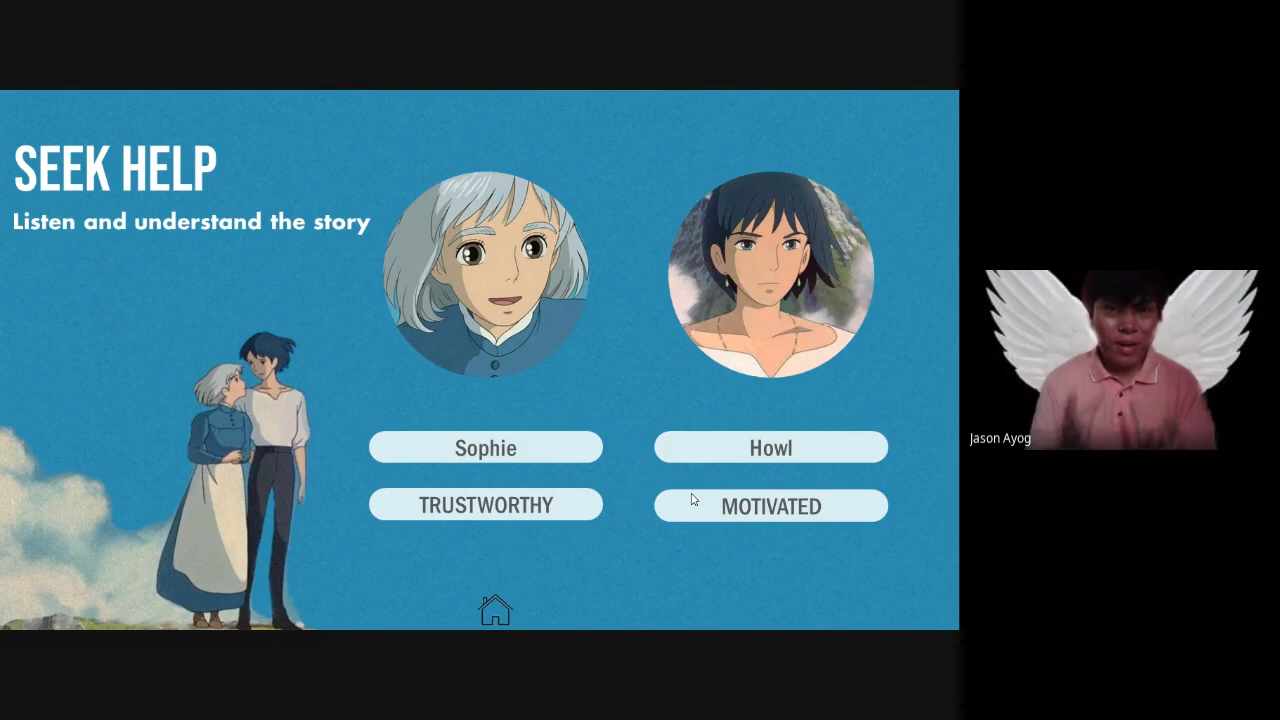 SEEK HELP
Listen and understand the story
Sophie
Howl
TRUSTWORTHY
MOTIVATED
Jason Ayog